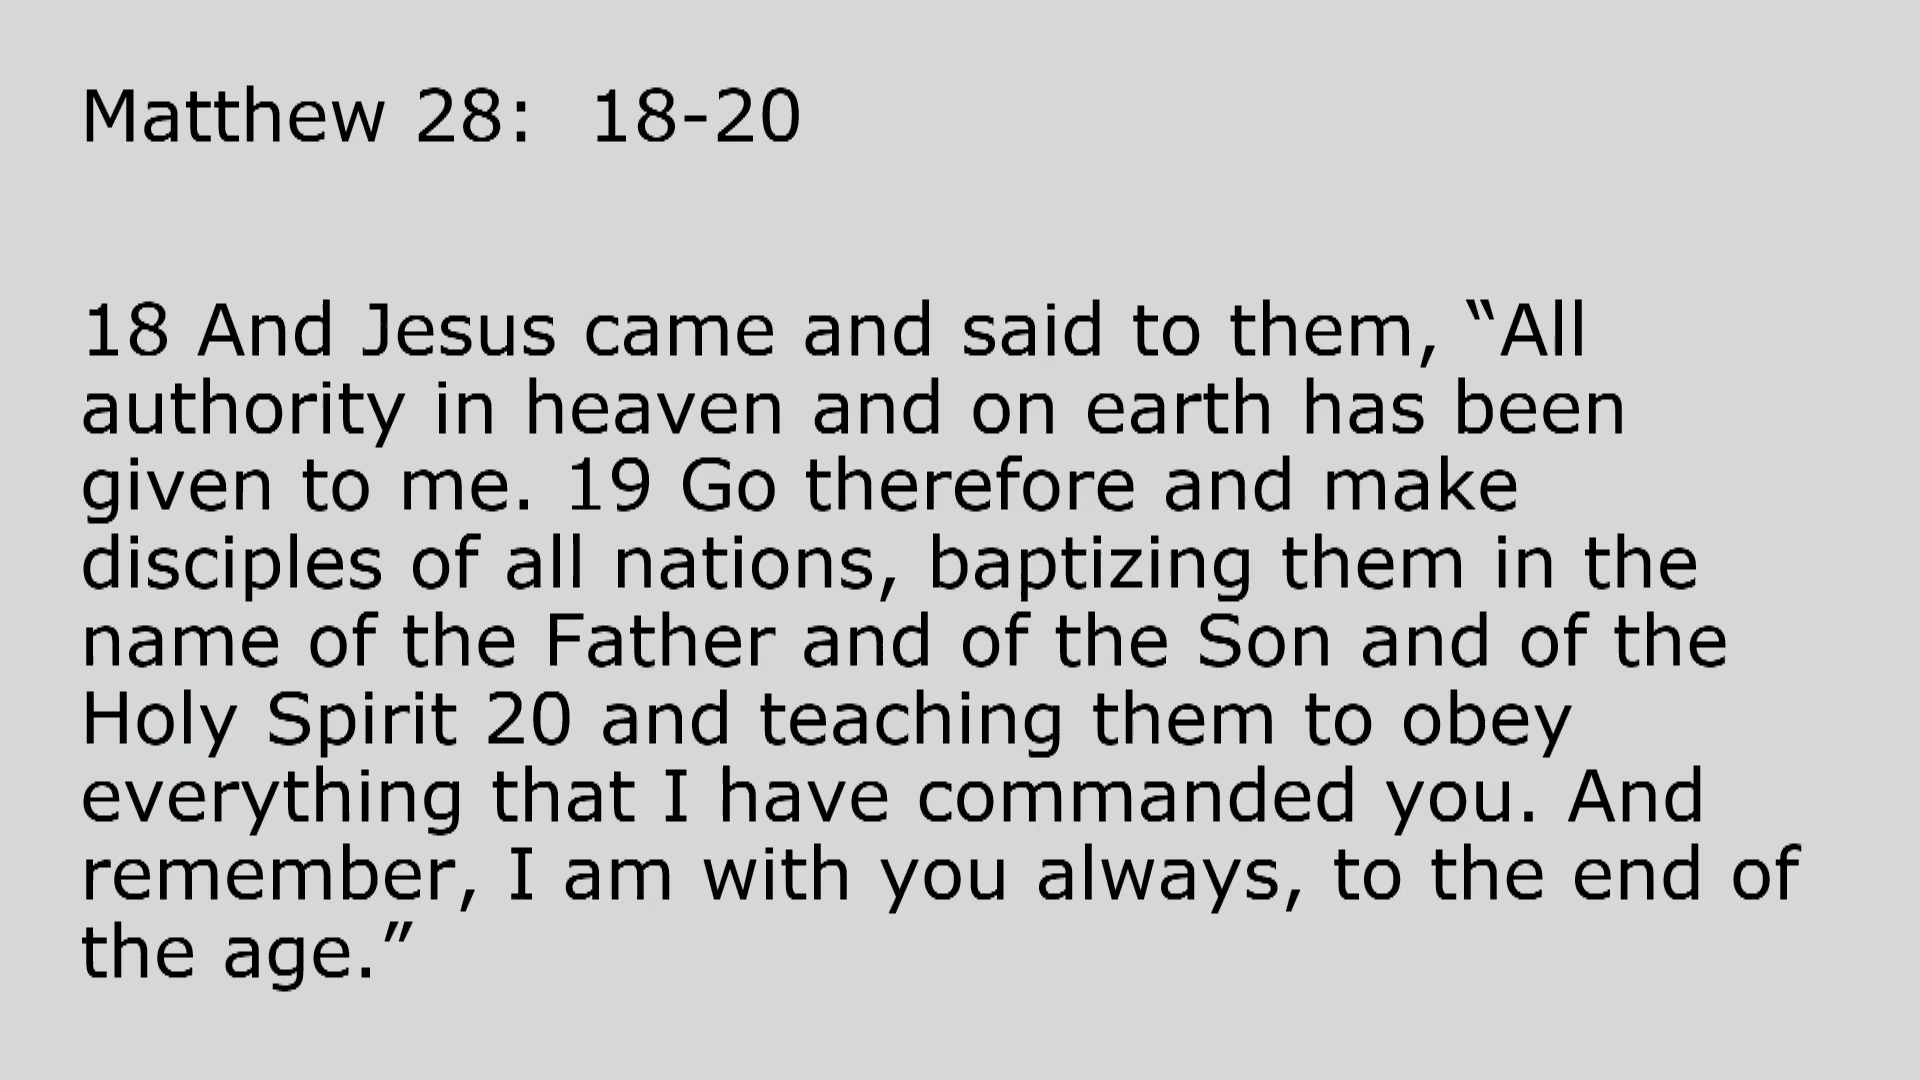 Matthew 28:  18-20
18 And Jesus came and said to them, “All
authority in heaven and on earth has been
given to me. 19 Go therefore and make
disciples of all nations, baptizing them in the
name of the Father and of the Son and of the
Holy Spirit 20 and teaching them to obey
everything that I have commanded you. And
remember, I am with you always, to the end of
the age.”